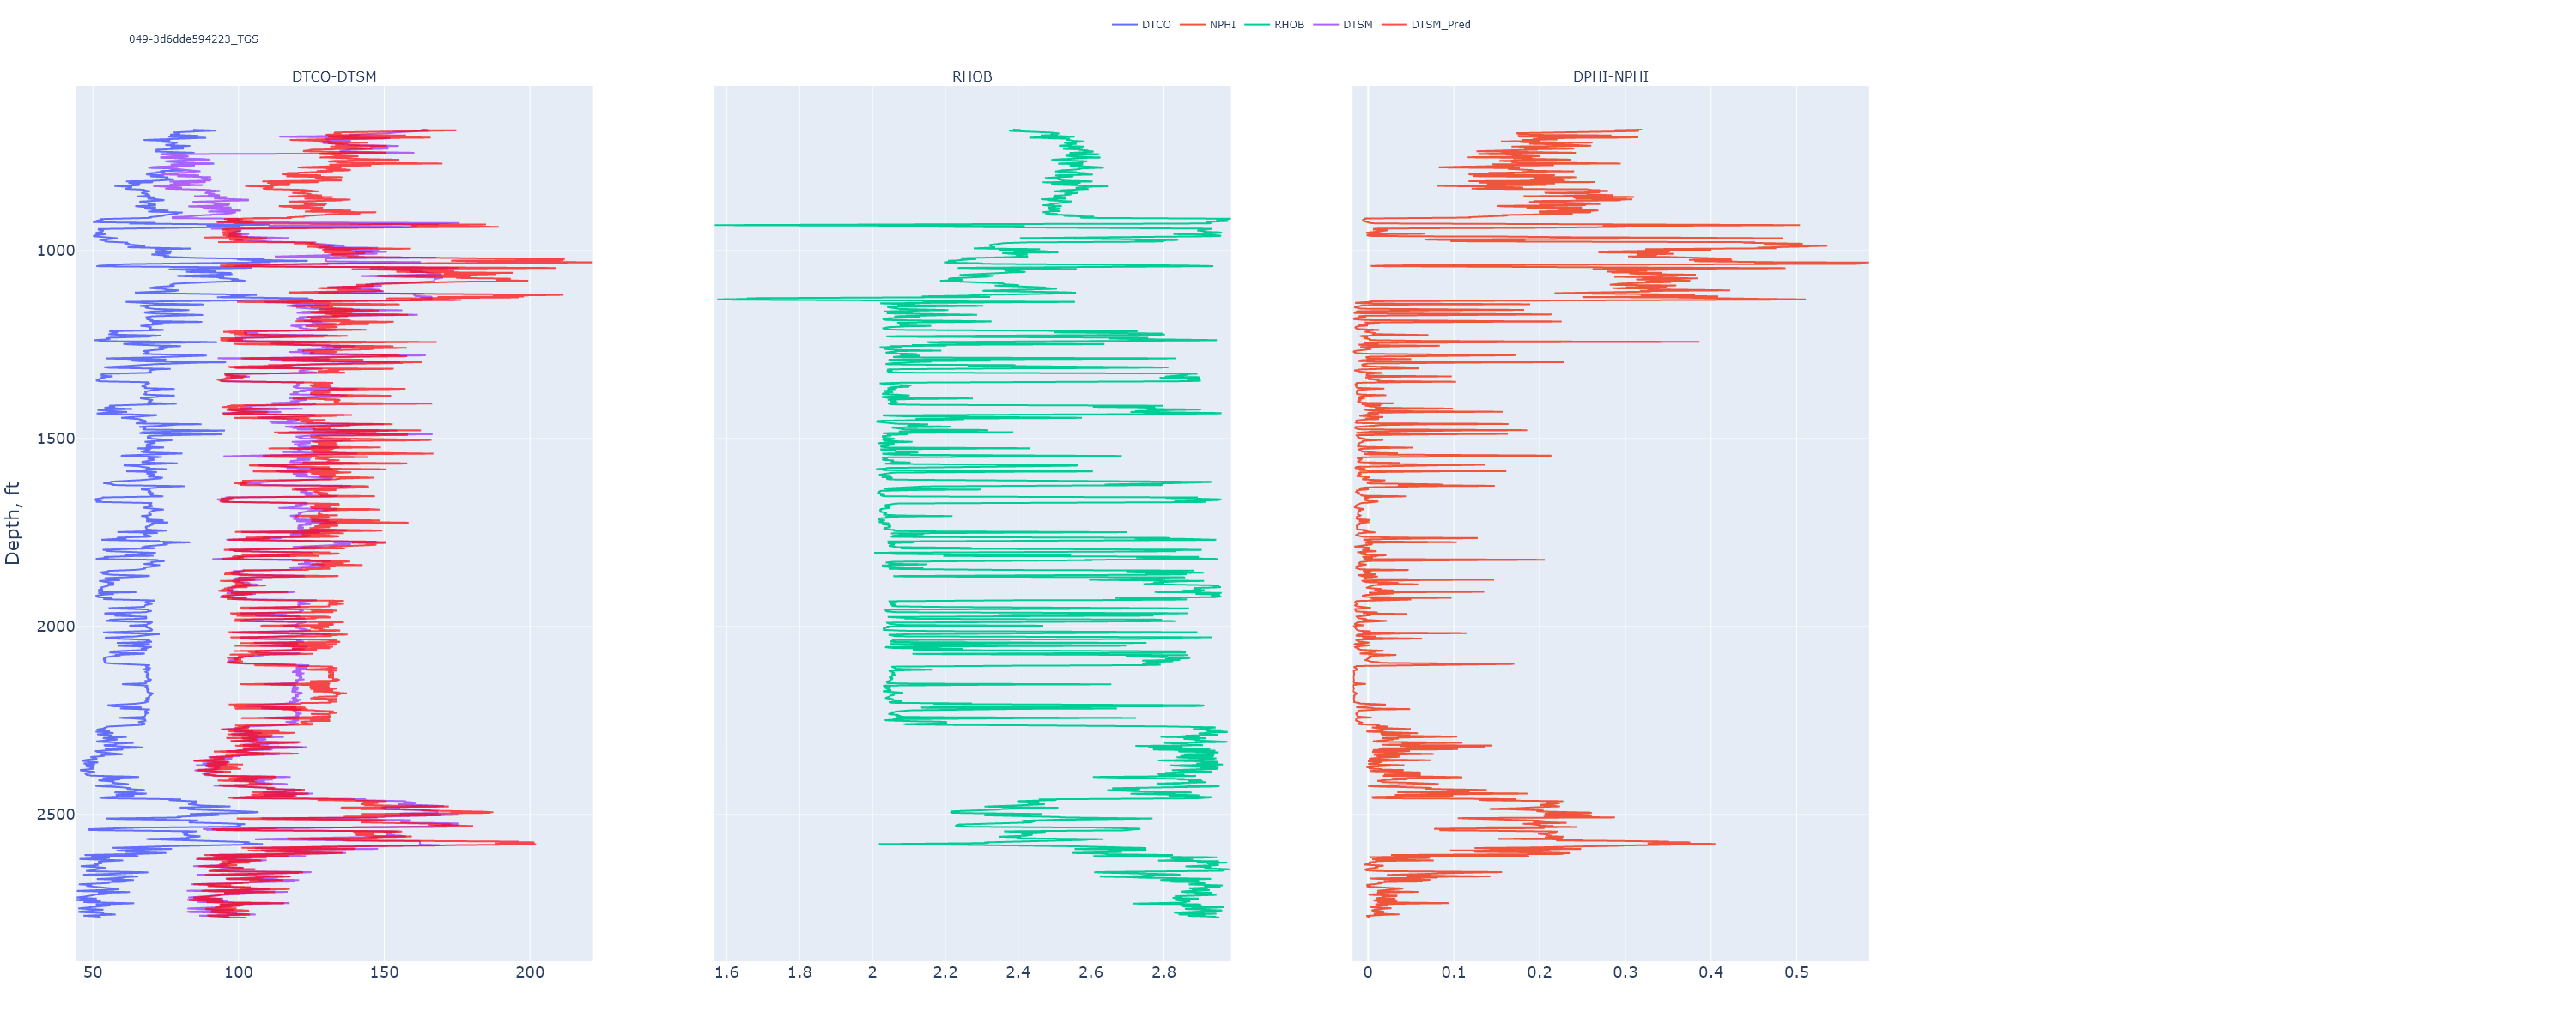 DTCO NPHI RHOB DTSM DTSM_Pred
049-3d6dde594223_TGS
DTCO-DTSM RHOB DPHI-NPHI
Depth, ft
1000
1500
2000
2500
50 100 150 200
1.6 1.8 2 2.2 2.4 2.6 2.8
0 0.1 0.2 0.3 0.4 0.5